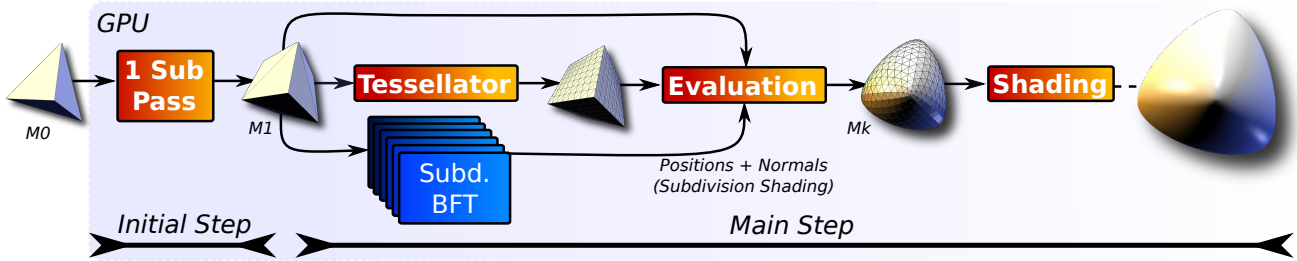 GPU
M0
1 Sub
Pass
M1
Tessellator
Subd.
BFT
Evaluation
Positions + Normals
(Subdivision Shading)
Mk
Shading
Initial Step
Main Step